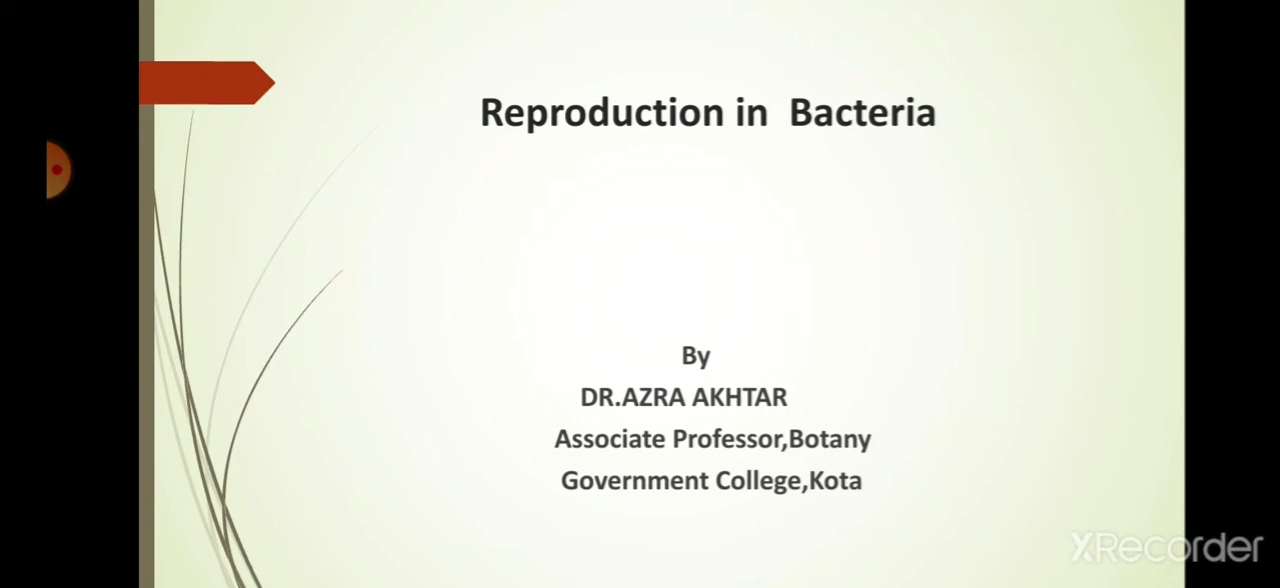 Reproduction in  Bacteria
By
DR.AZRA AKHTAR
Associate Professor,Botany
Government College,Kota
XRecorder